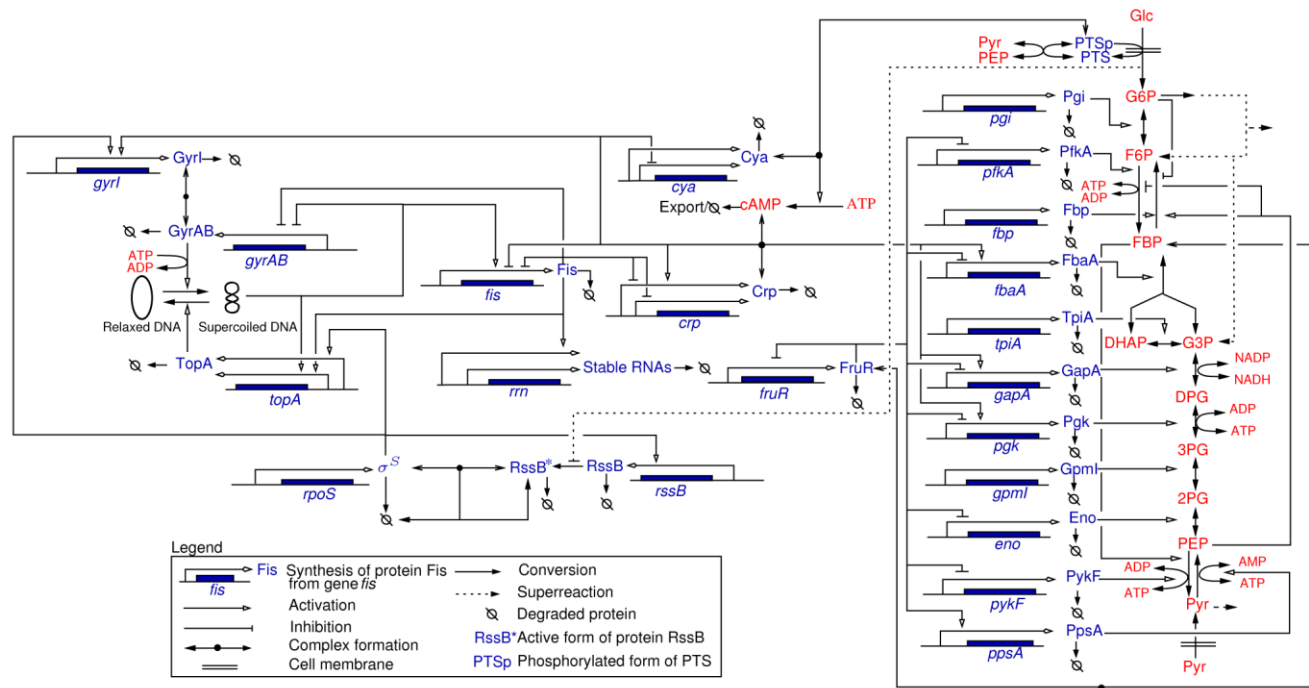 Glc
Pyr
PEP
PTSp
PTS
Pgi
pgi
G6P
GyrI
gyrI
Cya
cya
PfkA
pfkA
F6P
ATP
ADP
Export/Ø
cAMP
ATP
Fbp
fbp
GyrAB
gyrAB
FBP
ATP
ADP
Fis
fis
Crp
crp
FbaA
fbaA
Relaxed DNA
Supercoiled DNA
TpiA
tpiA
DHAP
G3P
TopA
topA
Stable RNAs
rrn
FruR
fruR
GapA
gapA
NADP
NADH
DPG
Pgk
pgk
ADP
ATP
3PG
σS
rpoS
RssB*
RssB
rssB
GpmI
gpmI
2PG
Eno
eno
PEP
PykF
pykF
ADP
ATP
AMP
ATP
Pyr
PpsA
ppsA
Pyr
Legend
Fis
fis
Synthesis of protein Fis
from gene fis
Activation
Inhibition
Complex formation
Cell membrane
Conversion
Superreaction
Degraded protein
RssB* Active form of protein RssB
PTSp Phosphorylated form of PTS